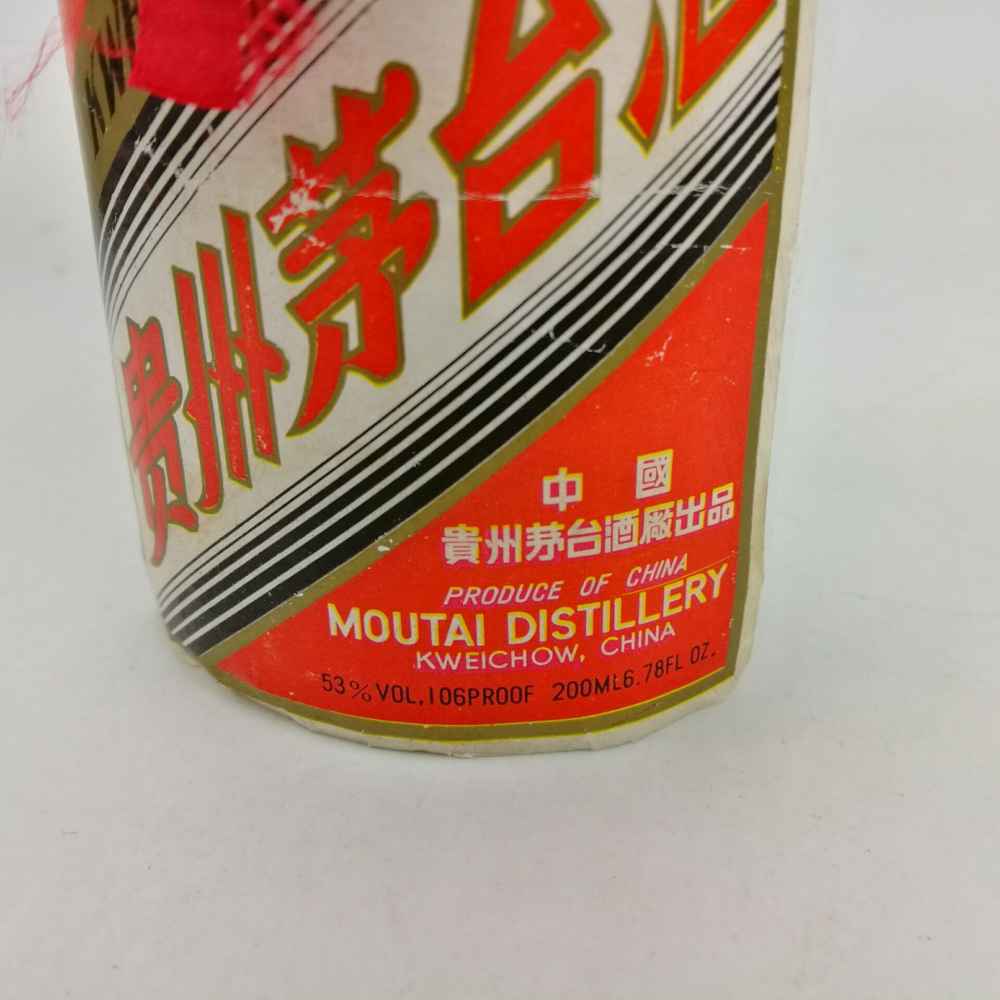 贵州茅台酒
中國
貴州茅台酒廠出品
PRODUCE OF CHINA
MOUTAI DISTILLERY
KWEICHOW, CHINA
53% VOL, 106PROOF 200ML6.78FL OZ.